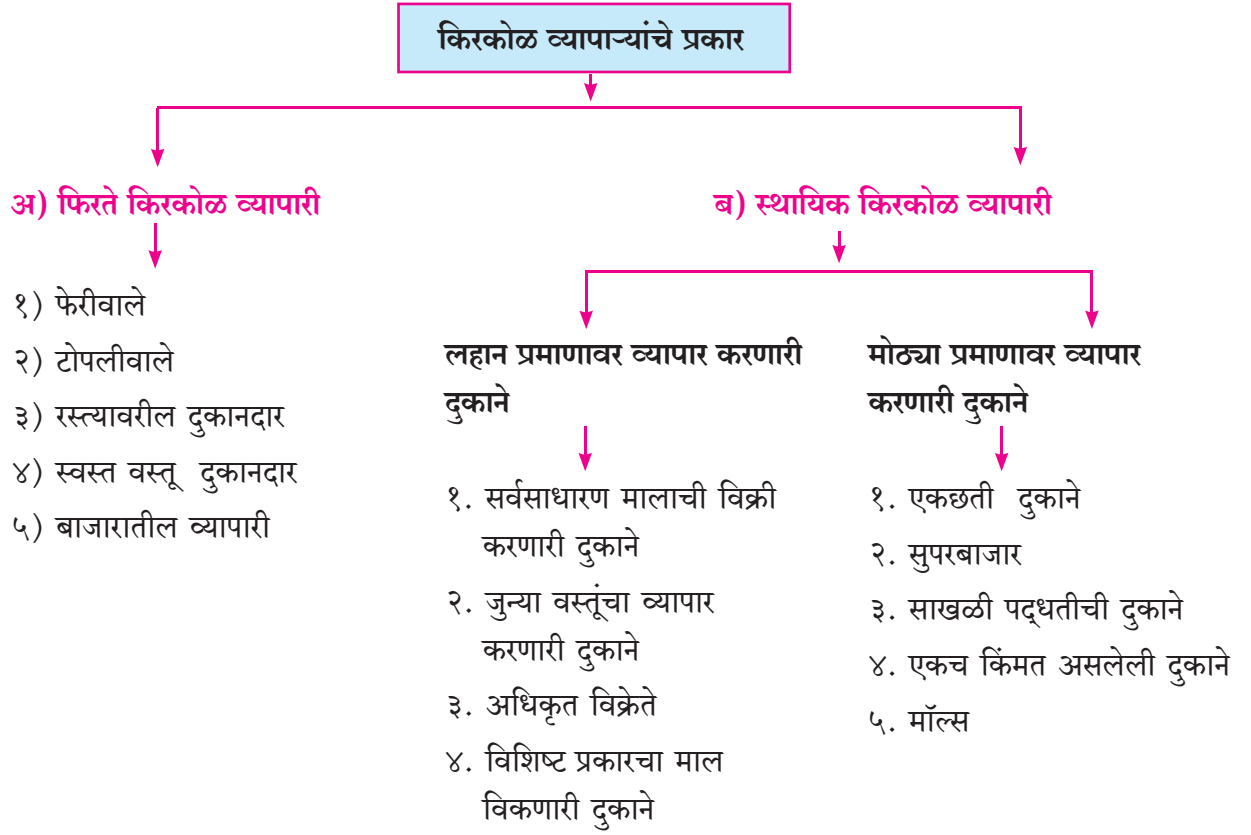 किरकोळ व्यापाऱ्यांचे प्रकार
अ) फिरते किरकोळ व्यापारी
१) फेरीवाले
२) टोपलीवाले
३) रस्त्यावरील दुकानदार
४) स्वस्त वस्तू दुकानदार
५) बाजारातील व्यापारी
ब) स्थायिक किरकोळ व्यापारी
लहान प्रमाणावर व्यापार करणारी
दुकाने
१. सर्वसाधारण मालाची विक्री
करणारी दुकाने
२. जुन्या वस्तूंचा व्यापार
करणारी दुकाने
३. अधिकृत विक्रेते
४. विशिष्ट प्रकारचा माल
विकणारी दुकाने
मोठ्या प्रमाणावर व्यापार
करणारी दुकाने
१. एकछती दुकाने
२. सुपरबाजार
३. साखळी पद्धतीची दुकाने
४. एकच किंमत असलेली दुकाने
५. मॉल्स